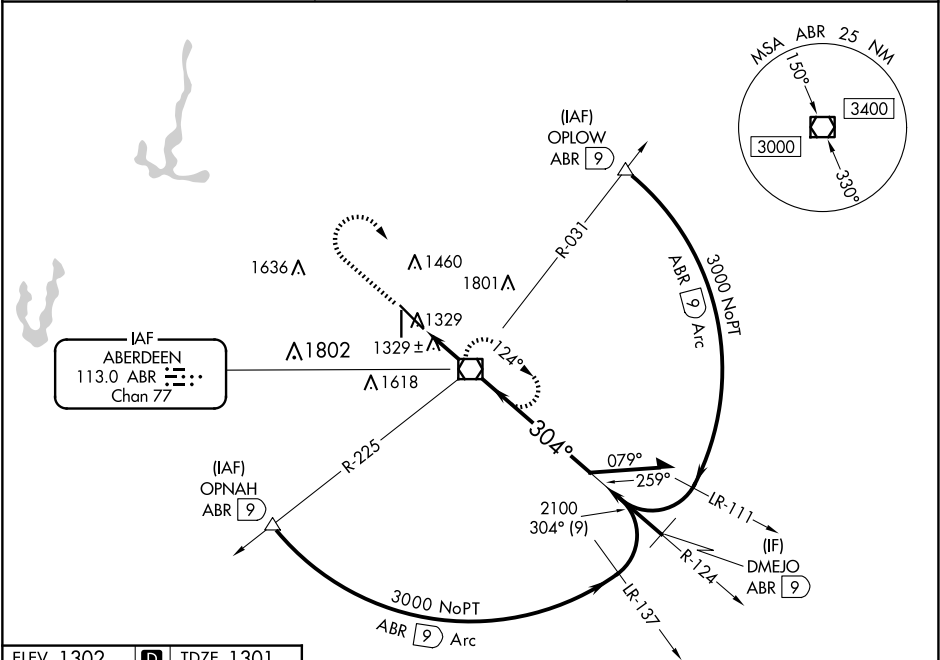 MSA ABR 25 NM
150°
3400
3000
330°
(IAF)
OPLOW
ABR 9
R-031
3000 NoPT
ABR 9 Arc
1636
1460
1801
1329
1329 ±
1802
1618
IAF
ABERDEEN
113.0 ABR
Chan 77
124°
304°
R-225
(IAF)
OPNAH
ABR 9
079°
259°
LR-111
2100
304° (9)
(IF)
DMEJO
ABR 9
R-124
LR-137
3000 NoPT
ABR 9 Arc
ELEV 1302 D TDZE 1301